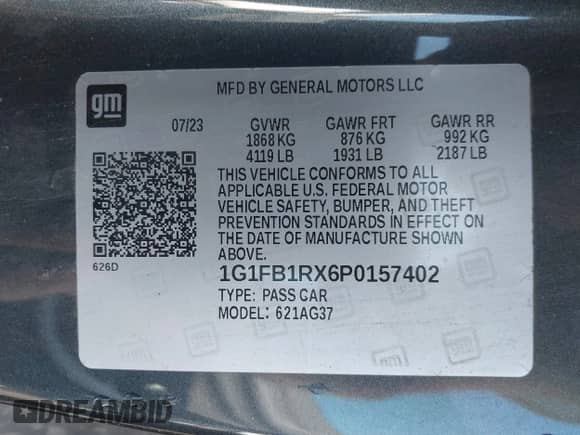 gm
MFD BY GENERAL MOTORS LLC
07/23 GVWR GAWR FRT GAWR RR
1868 KG 876 KG 992 KG
4119 LB 1931 LB 2187 LB
THIS VEHICLE CONFORMS TO ALL
APPLICABLE U.S. FEDERAL MOTOR
VEHICLE SAFETY, BUMPER, AND THEFT
PREVENTION STANDARDS IN EFFECT ON
THE DATE OF MANUFACTURE SHOWN
ABOVE.
626D
1G1FB1RX6P0157402
TYPE: PASS CAR
MODEL: 621AG37
DREAMBID